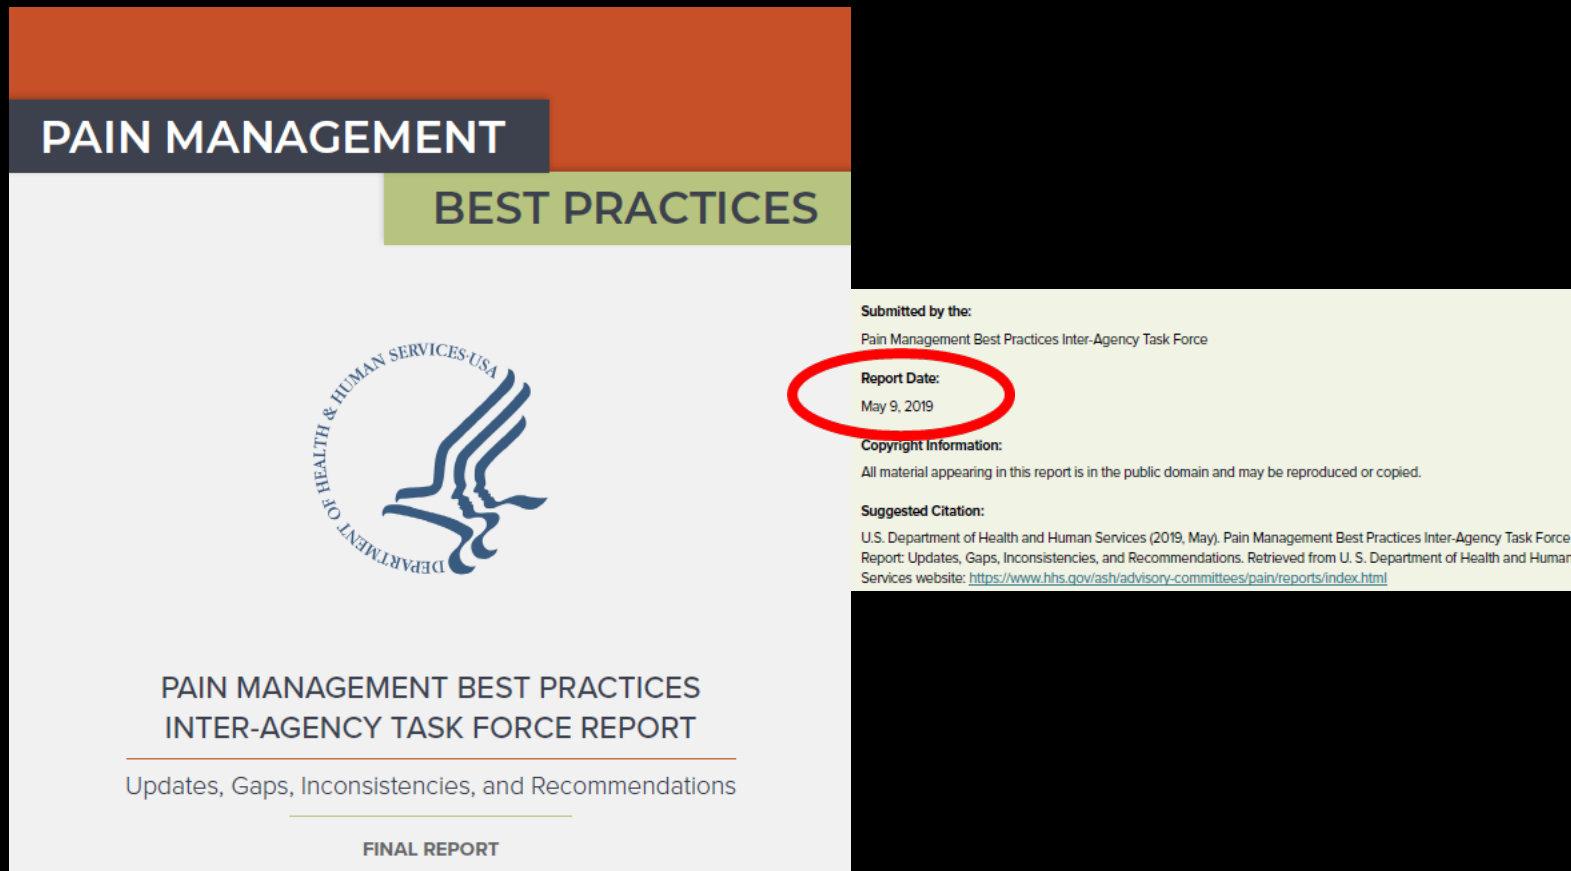 PAIN MANAGEMENT
BEST PRACTICES
DEPARTMENT OF HEALTH & HUMAN SERVICES·USA
PAIN MANAGEMENT BEST PRACTICES
INTER-AGENCY TASK FORCE REPORT
Updates, Gaps, Inconsistencies, and Recommendations
FINAL REPORT
Submitted by the:
Pain Management Best Practices Inter-Agency Task Force
Report Date:
May 9, 2019
Copyright Information:
All material appearing in this report is in the public domain and may be reproduced or copied.
Suggested Citation:
U.S. Department of Health and Human Services (2019, May). Pain Management Best Practices Inter-Agency Task Force
Report: Updates, Gaps, Inconsistencies, and Recommendations. Retrieved from U. S. Department of Health and Human
Services website: https://www.hhs.gov/ash/advisory-committees/pain/reports/index.html